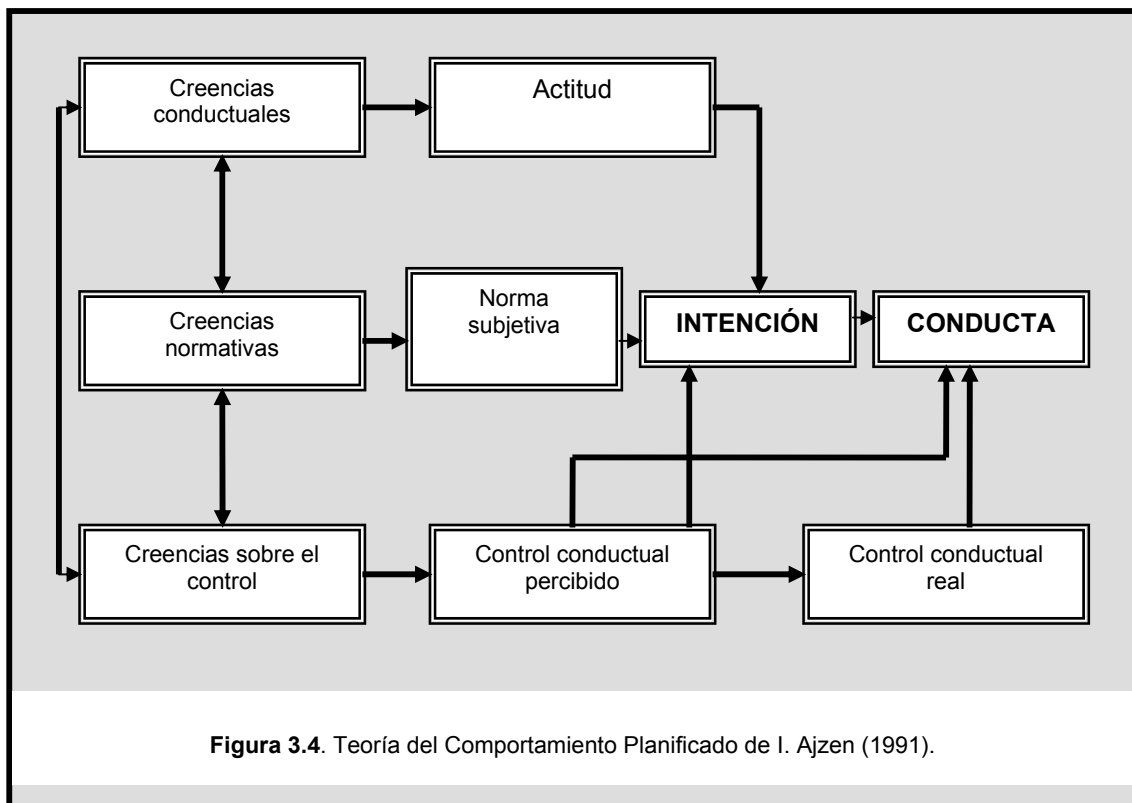 Creencias
conductuales
Actitud
Creencias
normativas
Norma
subjetiva
INTENCIÓN
CONDUCTA
Creencias sobre el
control
Control conductual
percibido
Control conductual
real
Figura 3.4. Teoría del Comportamiento Planificado de I. Ajzen (1991).